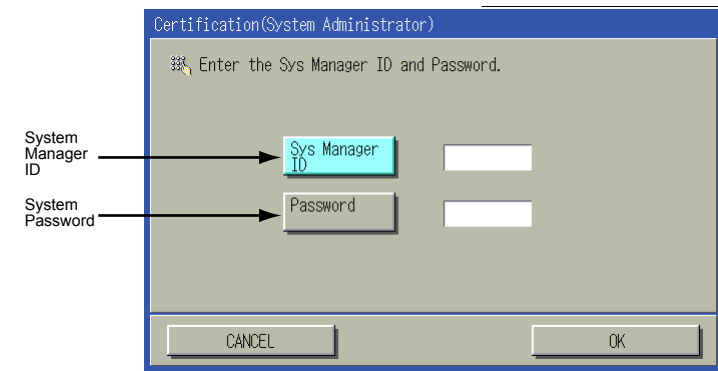 Certification(System Administrator)
Enter the Sys Manager ID and Password.
System
Manager
ID
Sys Manager
ID
System
Password
Password
CANCEL
OK